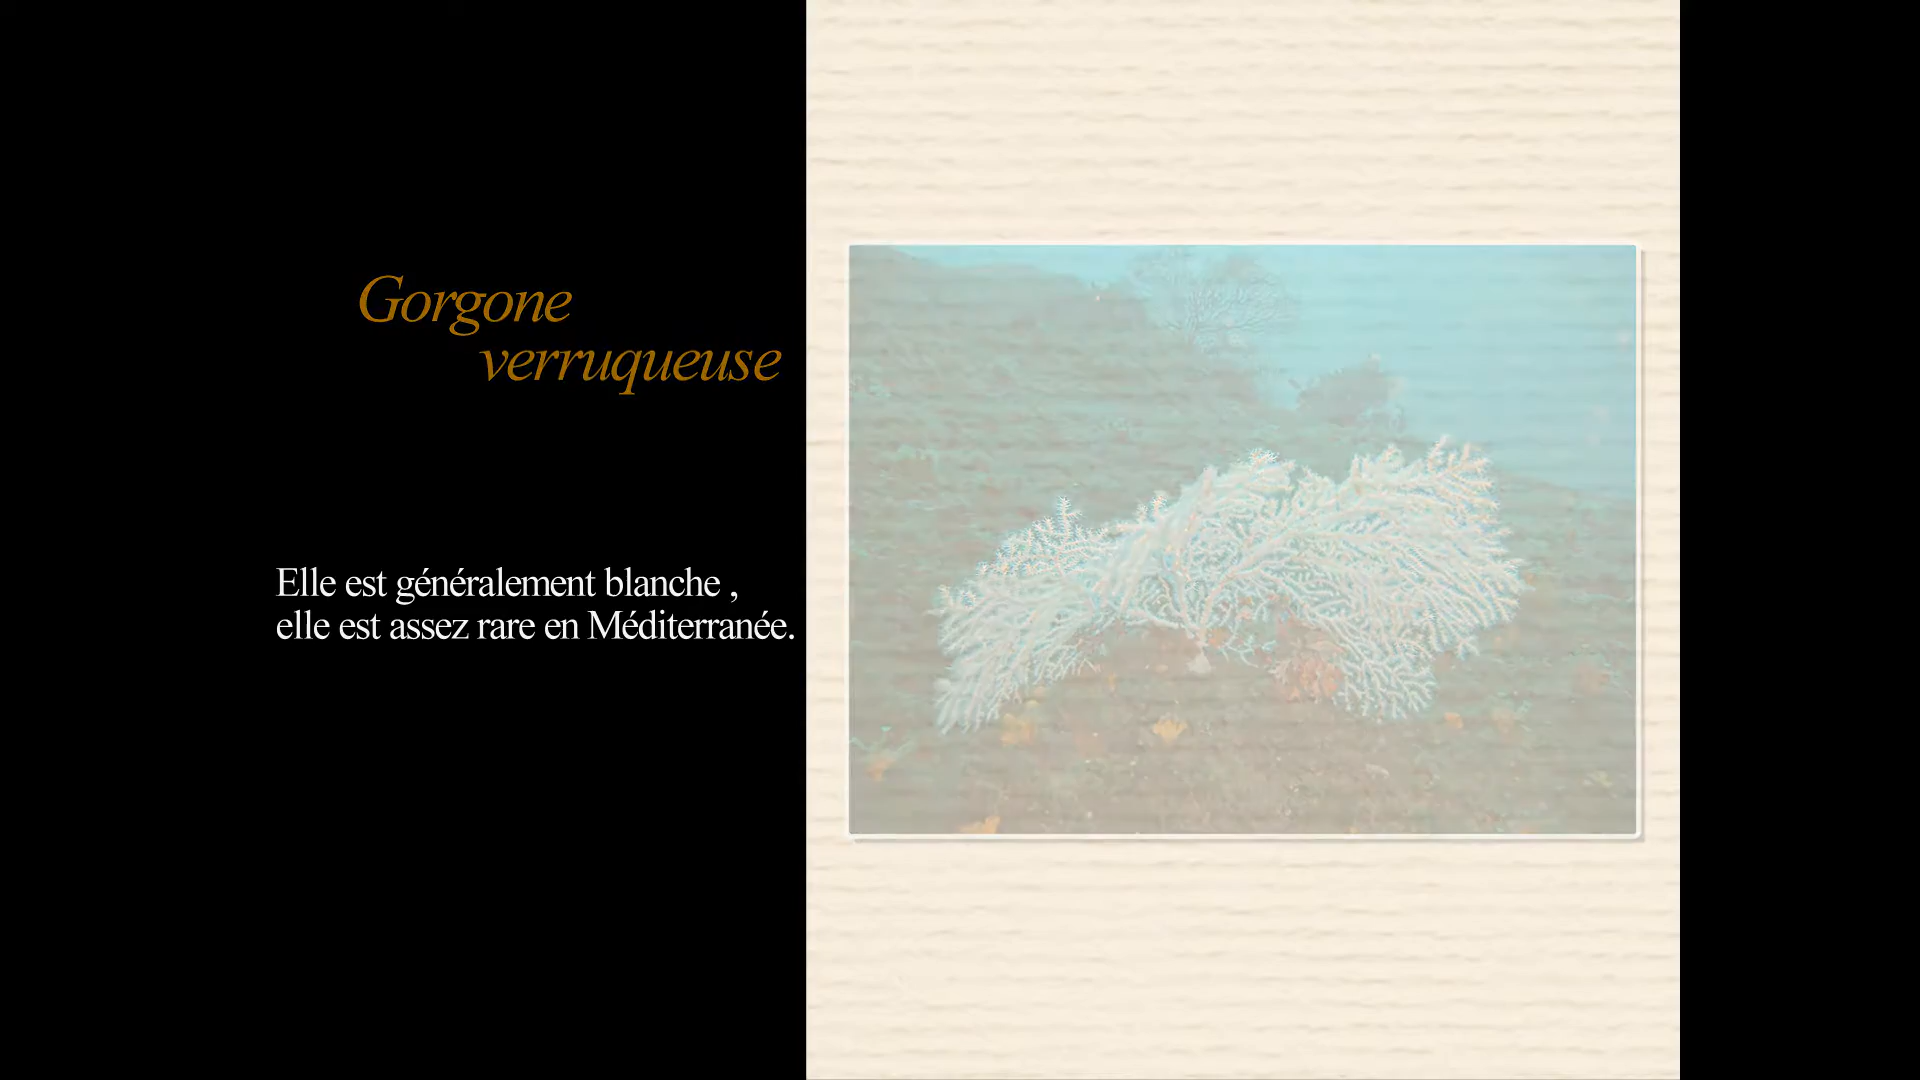 Gorgone
verruqueuse
Elle est généralement blanche ,
elle est assez rare en Méditerranée.